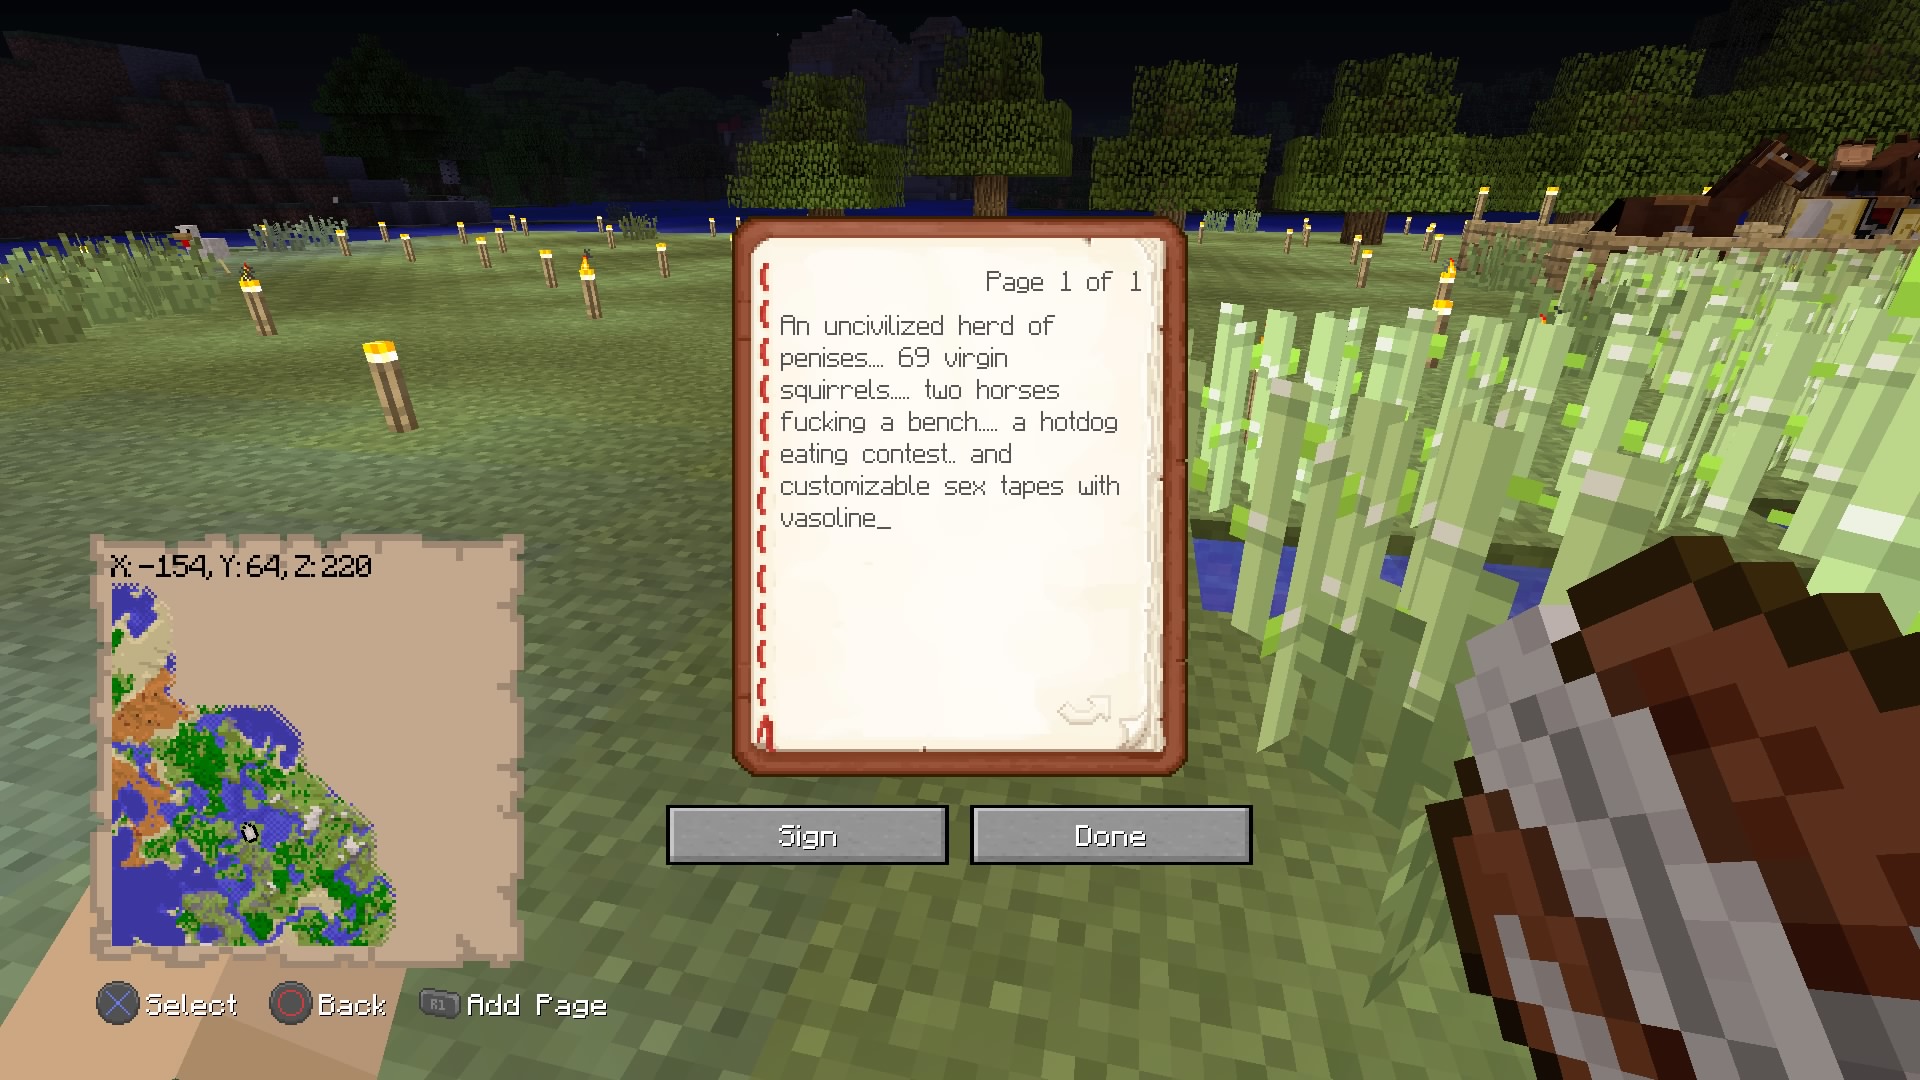 Page 1 of 1
An uncivilized herd of
penises.... 69 virgin
squirrels..... two horses
fucking a bench..... a hotdog
eating contest.. and
customizable sex tapes with
vasoline_
X: -154, Y: 64, Z: 220
Sign
Done
Select
Back
R1
Add Page